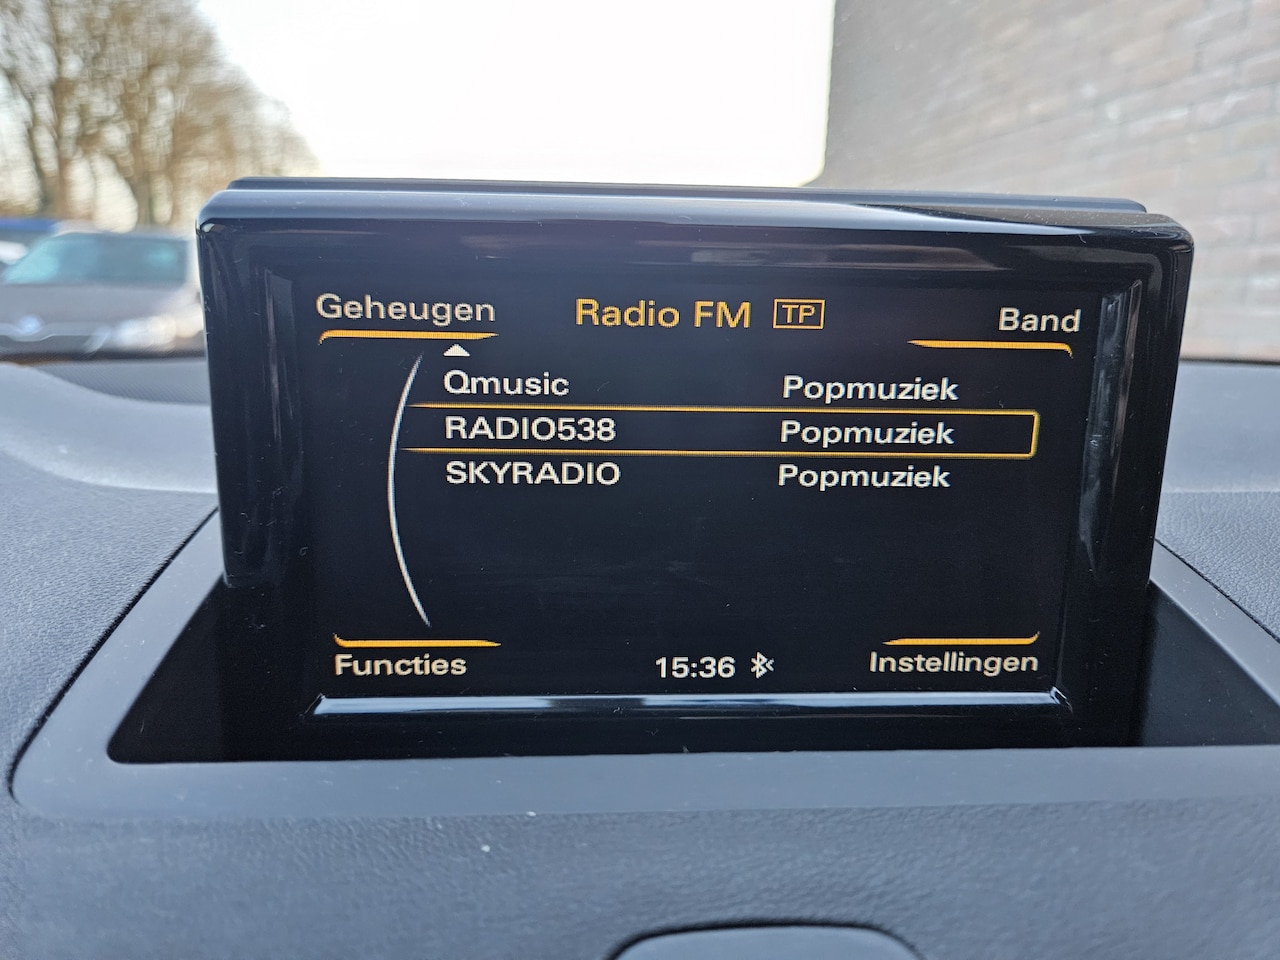 Geheugen Radio FM TP Band
Qmusic Popmuziek
RADIO538 Popmuziek
SKYRADIO Popmuziek
Functies 15:36 Instellingen